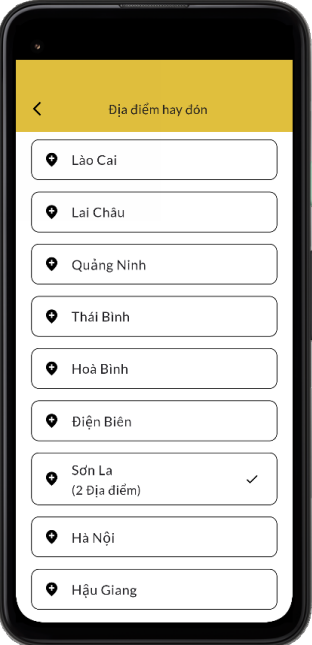 Địa điểm hay đón
Lào Cai
Lai Châu
Quảng Ninh
Thái Bình
Hoà Bình
Điện Biên
Sơn La
(2 Địa điểm)
Hà Nội
Hậu Giang